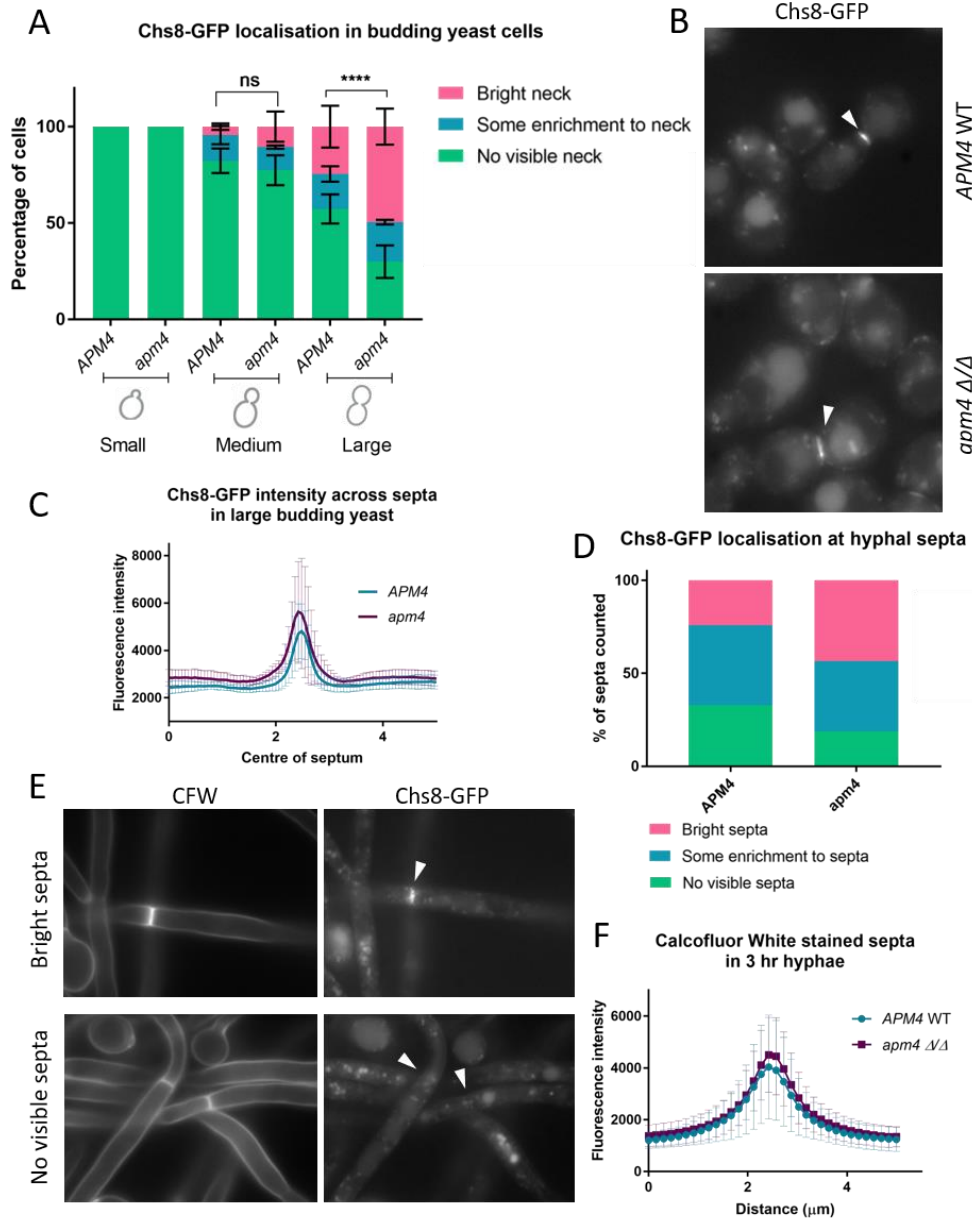 A
Chs8-GFP localisation in budding yeast cells
ns
****
Bright neck
Some enrichment to neck
No visible neck
Percentage of cells
100
50
0
APM4
apm4
APM4
apm4
APM4
apm4
Small
Medium
Large
B
Chs8-GFP
APM4 WT
apm4 Δ/Δ
C
Chs8-GFP intensity across septa
in large budding yeast
Fluorescence intensity
8000
6000
4000
2000
APM4
apm4
0
2
4
Centre of septum
D
Chs8-GFP localisation at hyphal septa
% of septa counted
100
50
0
APM4
apm4
Bright septa
Some enrichment to septa
No visible septa
E
CFW
Chs8-GFP
Bright septa
No visible septa
F
Calcofluor White stained septa
in 3 hr hyphae
Fluorescence intensity
6000
4000
2000
0
APM4 WT
apm4 Δ/Δ
0
2
4
Distance (μm)